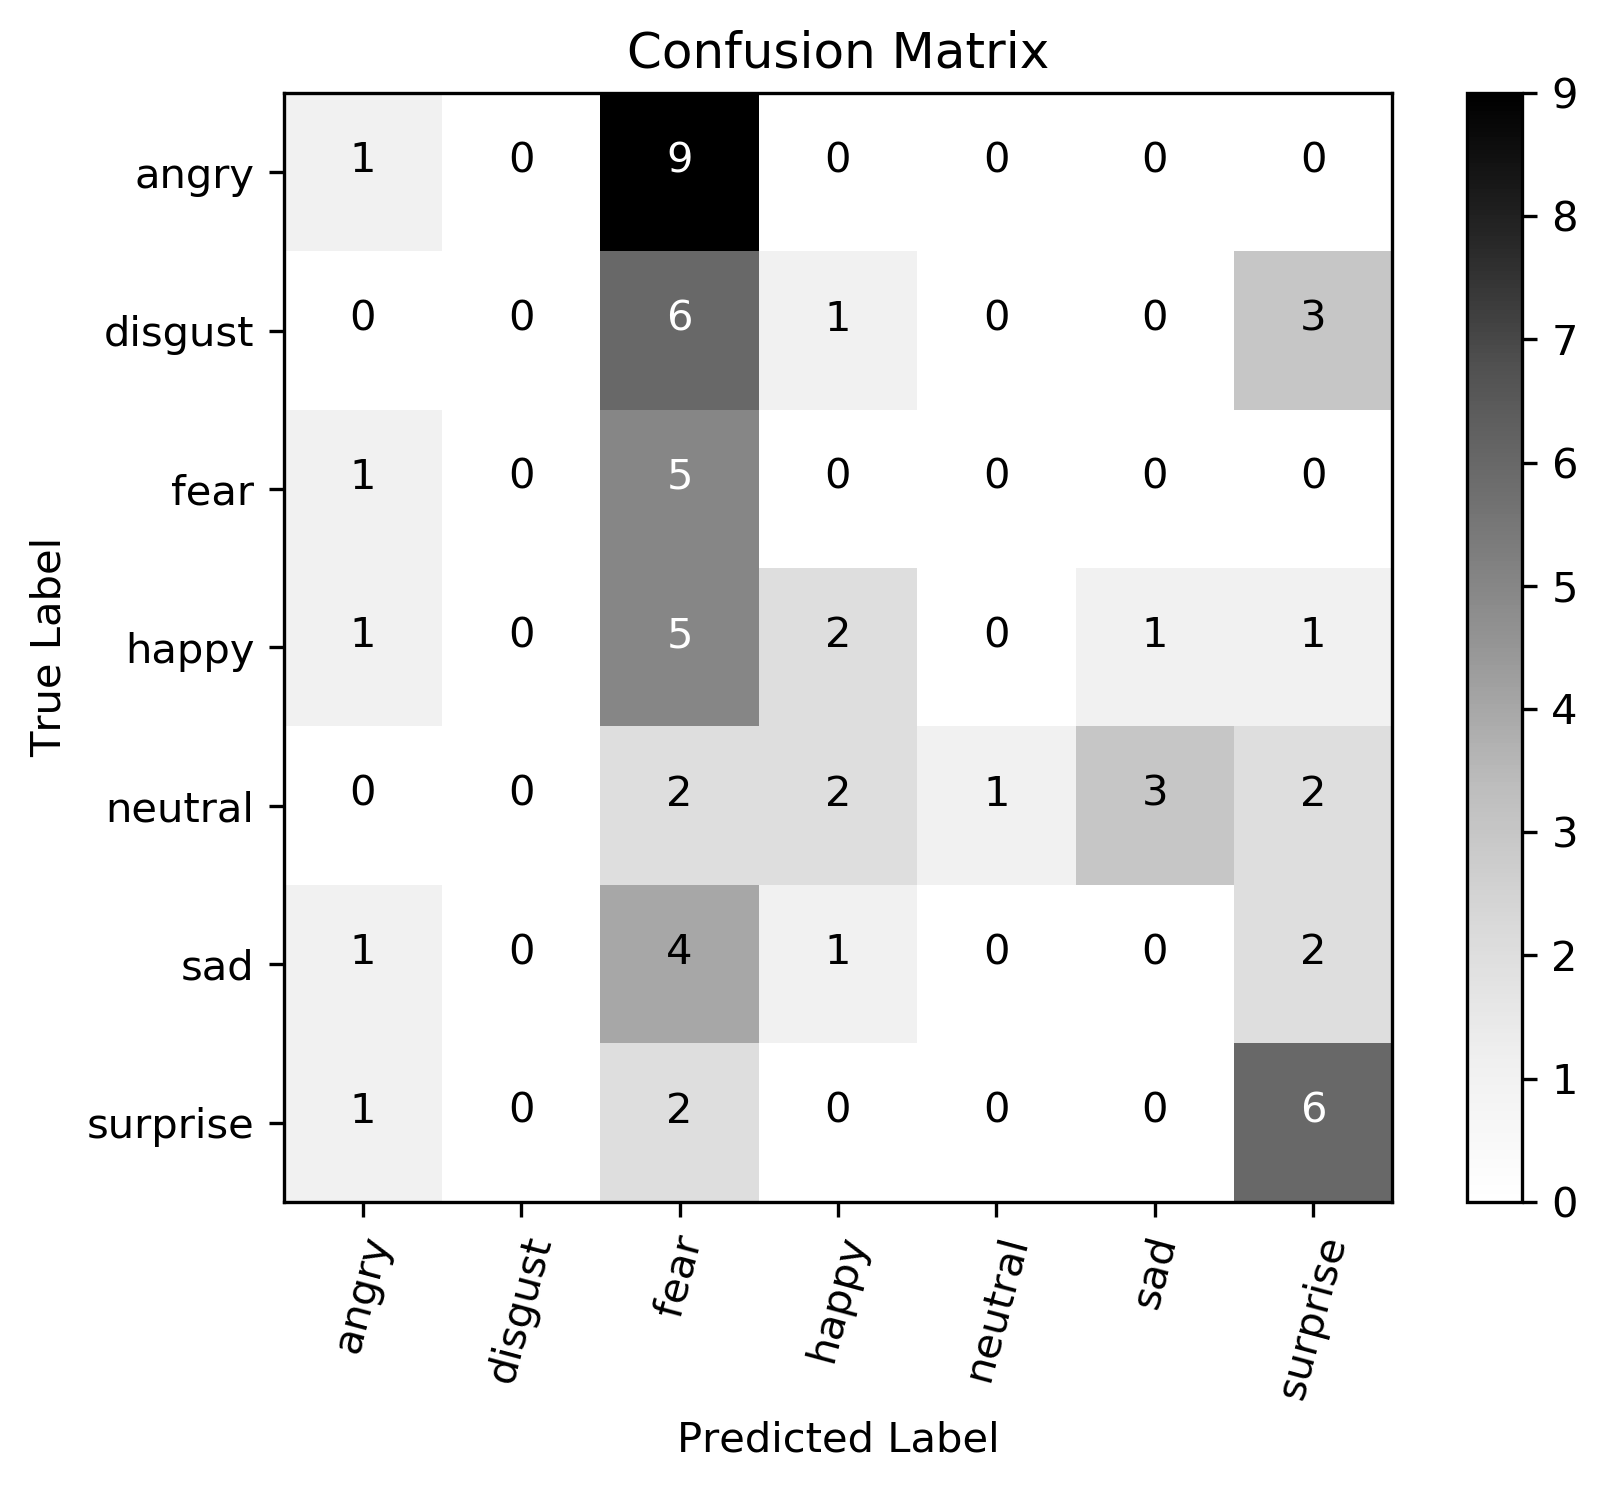 Confusion Matrix
angry 1 0 9 0 0 0 0
disgust 0 0 6 1 0 0 3
fear 1 0 5 0 0 0 0
happy 1 0 5 2 0 1 1
neutral 0 0 2 2 1 3 2
sad 1 0 4 1 0 0 2
surprise 1 0 2 0 0 0 6
True Label
angry disgust fear happy neutral sad surprise
Predicted Label
9
8
7
6
5
4
3
2
1
0